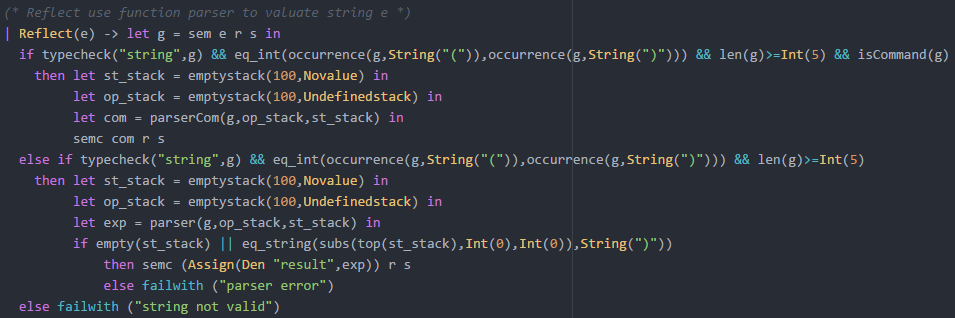 (* Reflect use function parser to valuate string e *)
| Reflect(e) -> let g = sem e r s in
if typecheck("string",g) && eq_int(occurrence(g,String("(")),occurrence(g,String(")"))) && len(g)>=Int(5) && isCommand(g)
then let st_stack = emptystack(100,Novalue) in
let op_stack = emptystack(100,Undefinedstack) in
let com = parserCom(g,op_stack,st_stack) in
semc com r s
else if typecheck("string",g) && eq_int(occurrence(g,String("(")),occurrence(g,String(")"))) && len(g)>=Int(5)
then let st_stack = emptystack(100,Novalue) in
let op_stack = emptystack(100,Undefinedstack) in
let exp = parser(g,op_stack,st_stack) in
if empty(st_stack) || eq_string(subs(top(st_stack),Int(0),Int(0)),String(")"))
then semc (Assign(Den "result",exp)) r s
else failwith ("parser error")
else failwith ("string not valid")